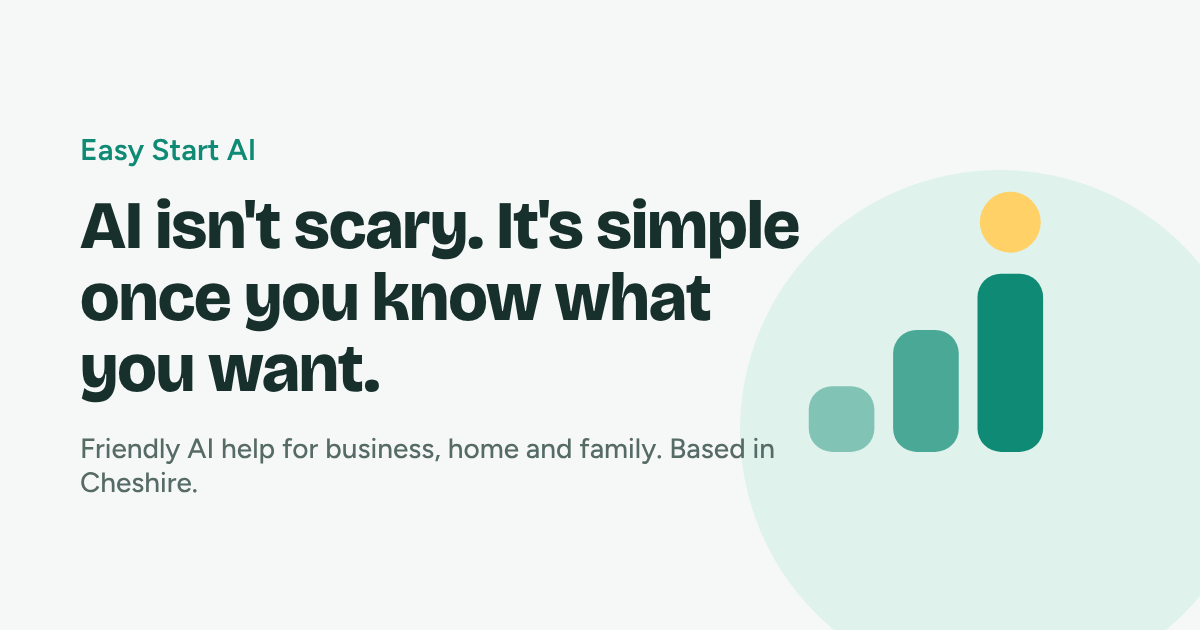 Easy Start AI
AI isn't scary. It's simple
once you know what
you want.
Friendly AI help for business, home and family. Based in
Cheshire.